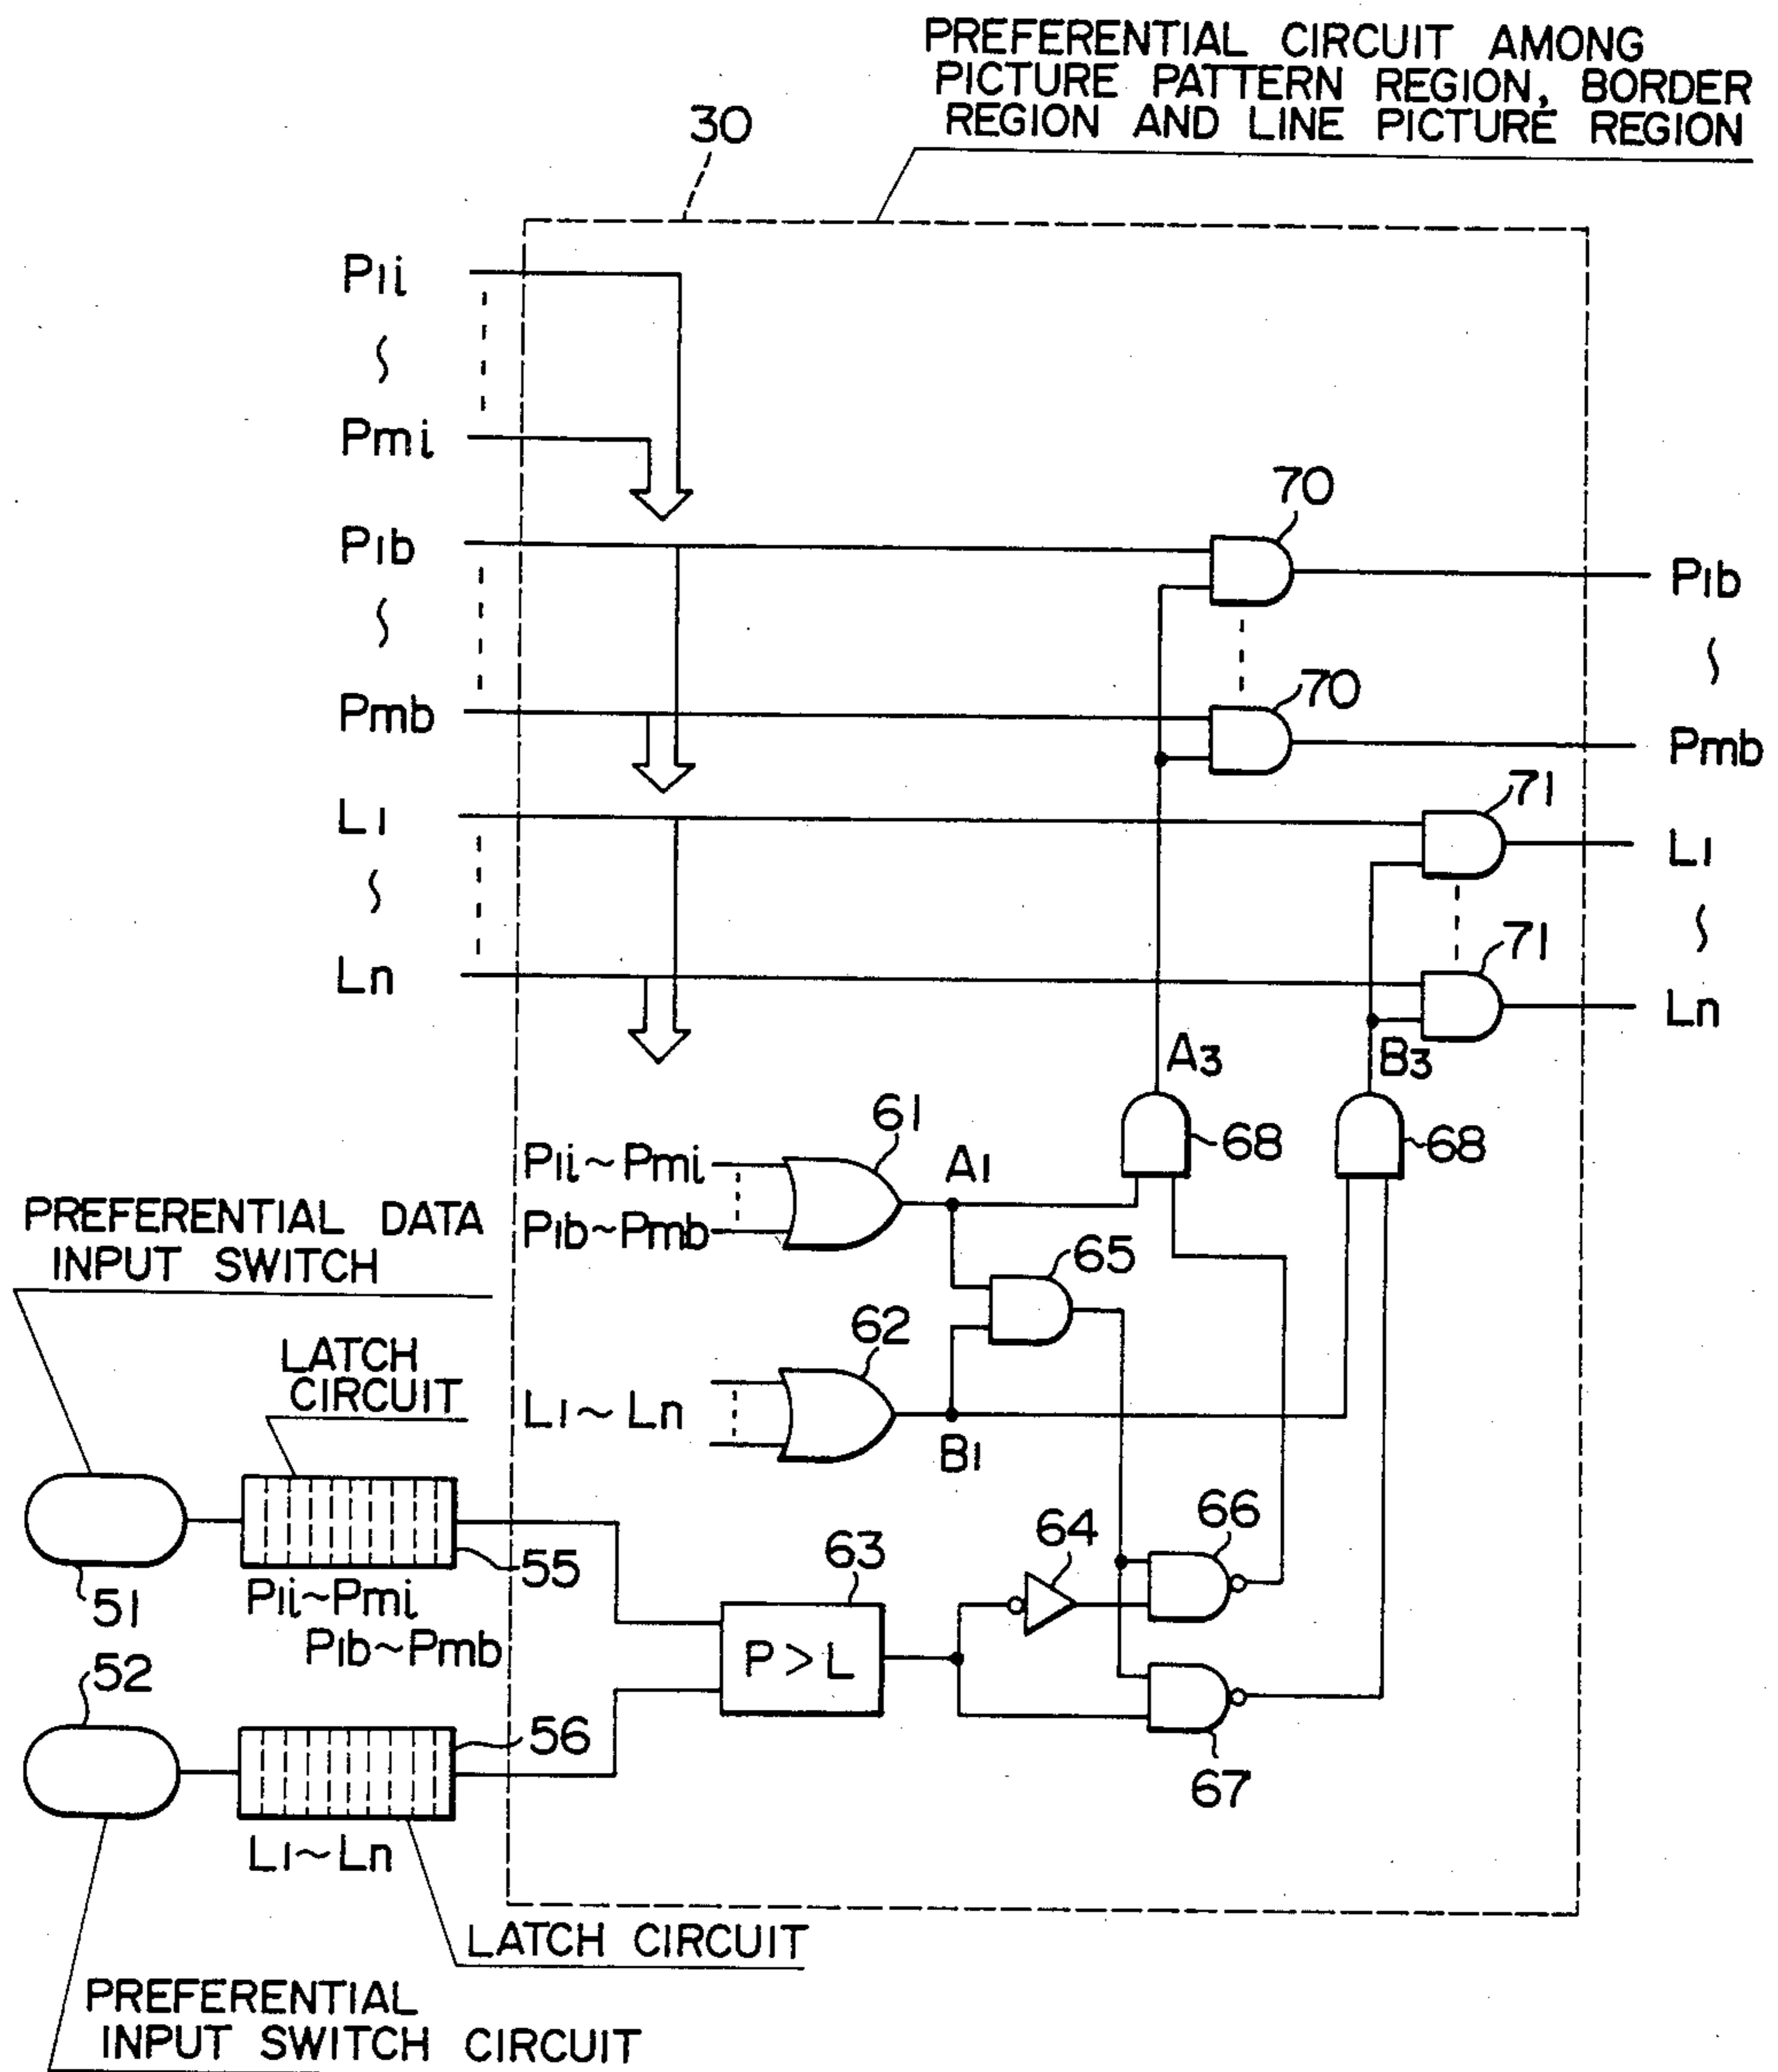 PREFERENTIAL CIRCUIT AMONG
PICTURE PATTERN REGION, BORDER
REGION AND LINE PICTURE REGION
30
P1i
~
Pmi
P1b
~
Pmb
L1
~
Ln
70
70
P1b
~
Pmb
71
L1
~
71
Ln
A3
B3
61
P1i~Pmi
A1
68
68
P1b~Pmb
PREFERENTIAL DATA
INPUT SWITCH
65
62
LATCH
CIRCUIT
L1~Ln
B1
51
55
P1i~Pmi
P1b~Pmb
63
P>L
64
66
67
52
56
L1~Ln
LATCH CIRCUIT
PREFERENTIAL
INPUT SWITCH CIRCUIT